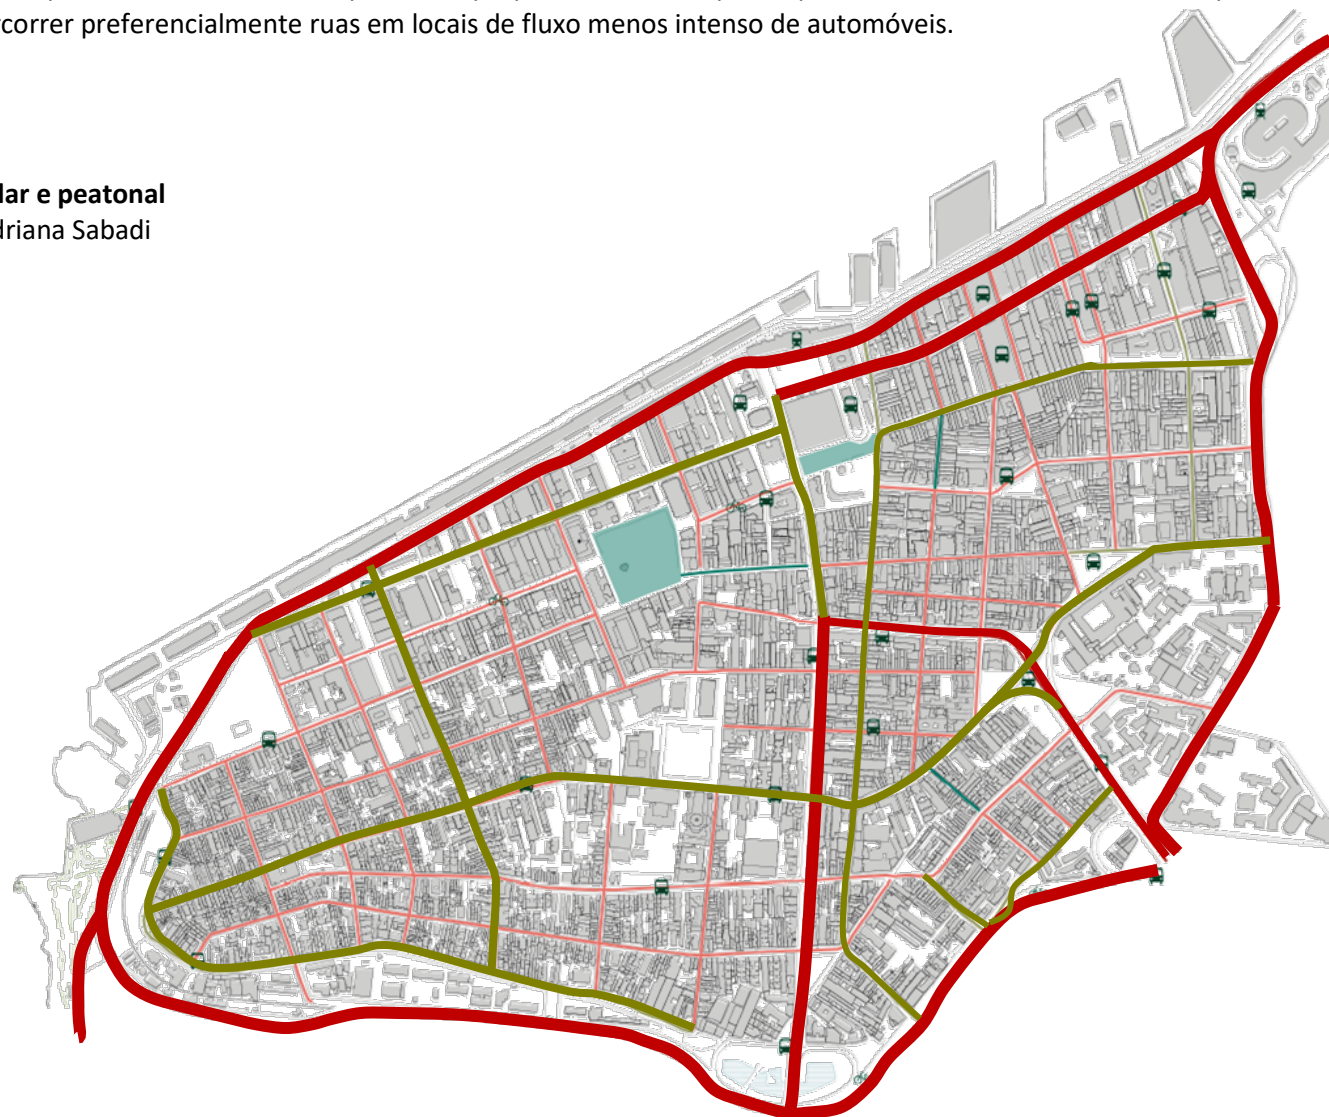 correr preferencialmente ruas em locais de fluxo menos intenso de automóveis.
lar e peatonal
driana Sabadi